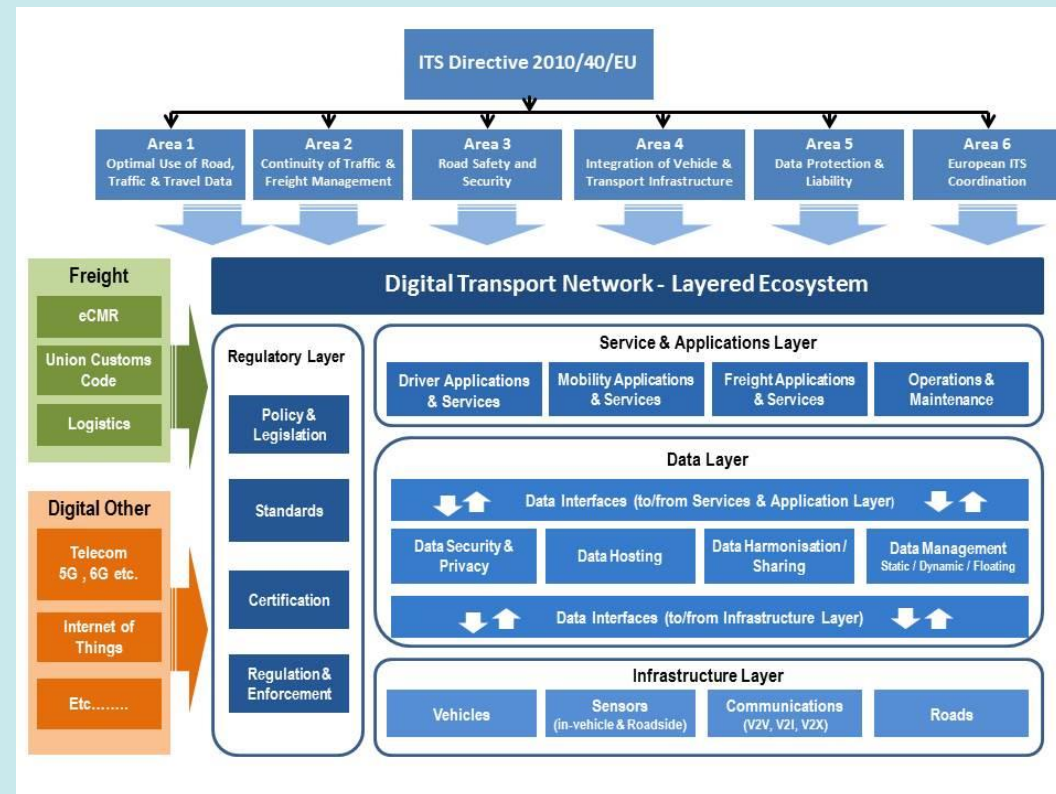 ITS Directive 2010/40/EU
Area 1
Optimal Use of Road,
Traffic & Travel Data
Area 2
Continuity of Traffic &
Freight Management
Area 3
Road Safety and
Security
Area 4
Integration of Vehicle &
Transport Infrastructure
Area 5
Data Protection &
Liability
Area 6
European ITS
Coordination
Freight
eCMR
Union Customs
Code
Logistics
Digital Other
Telecom
5G , 6G etc.
Internet of
Things
Etc........
Digital Transport Network - Layered Ecosystem
Regulatory Layer
Policy &
Legislation
Standards
Certification
Regulation &
Enforcement
Service & Applications Layer
Driver Applications
& Services
Mobility Applications
& Services
Freight Applications
& Services
Operations &
Maintenance
Data Layer
Data Interfaces (to/from Services & Application Layer)
Data Security &
Privacy
Data Hosting
Data Harmonisation /
Sharing
Data Management
Static / Dynamic / Floating
Data Interfaces (to/from Infrastructure Layer)
Infrastructure Layer
Vehicles
Sensors
(in-vehicle & Roadside)
Communications
(V2V, V2I, V2X)
Roads